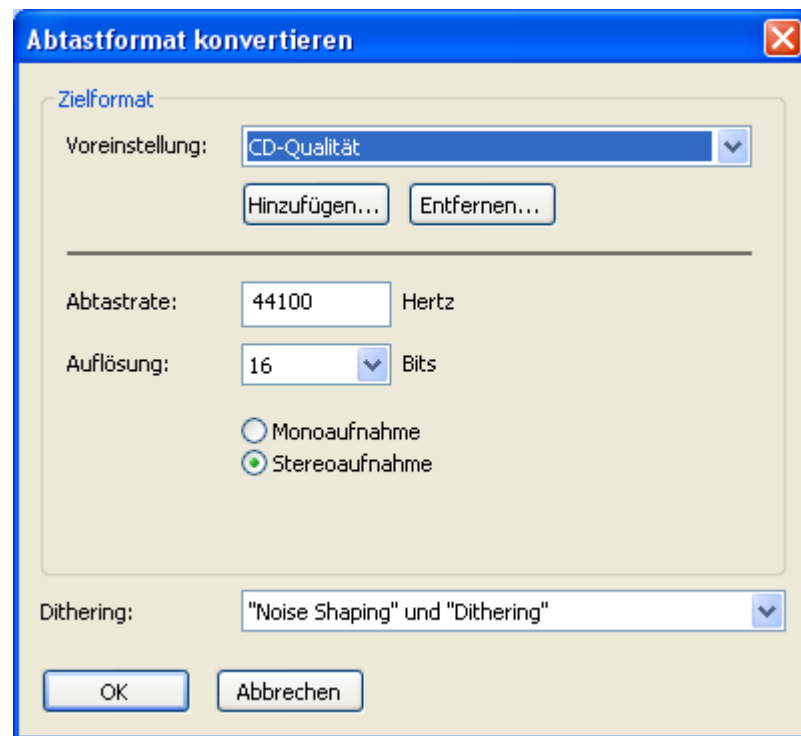 Abtastformat konvertieren
Zielformat
Voreinstellung: CD-Qualität
Hinzufügen... Entfernen...
Abtastrate: 44100 Hertz
Auflösung: 16 Bits
Monoaufnahme
Stereoaufnahme
Dithering: "Noise Shaping" und "Dithering"
OK Abbrechen